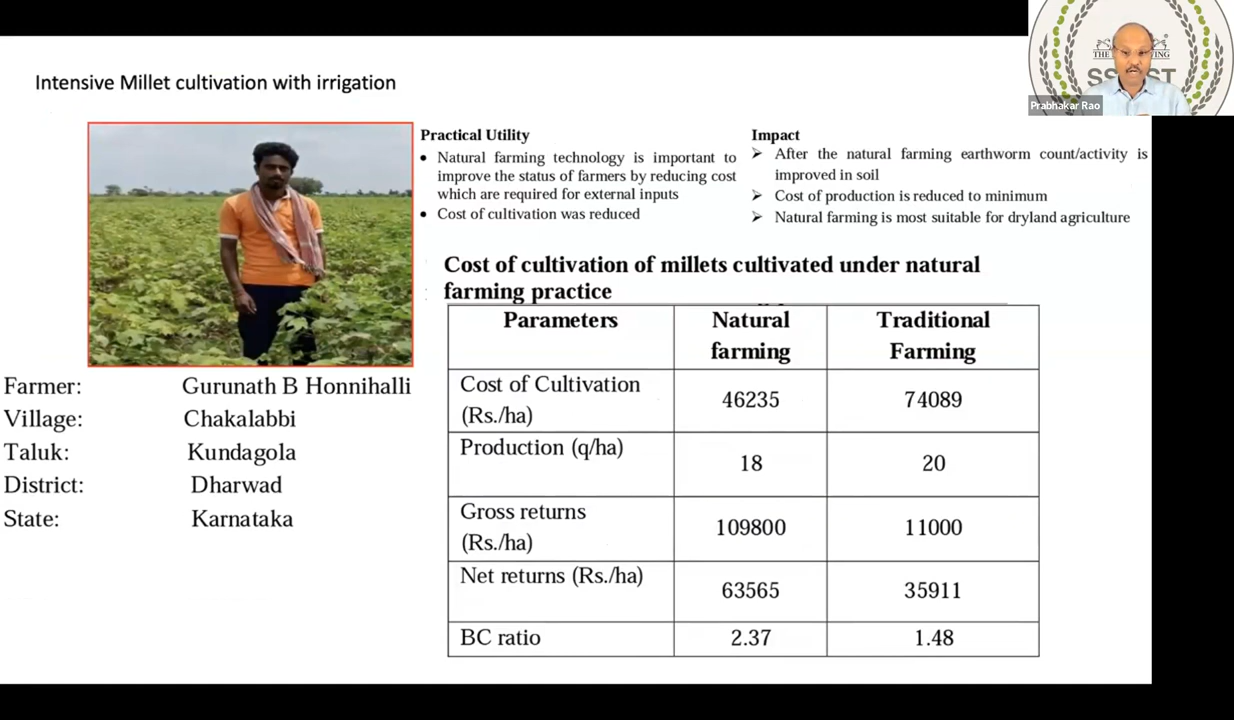 Intensive Millet cultivation with irrigation
Prabhakar Rao
Practical Utility
• Natural farming technology is important to
improve the status of farmers by reducing cost
which are required for external inputs
• Cost of cultivation was reduced
Impact
➢ After the natural farming earthworm count/activity is
improved in soil
➢ Cost of production is reduced to minimum
➢ Natural farming is most suitable for dryland agriculture
Farmer: Gurunath B Honnihalli
Village: Chakalabbi
Taluk: Kundagola
District: Dharwad
State: Karnataka
Cost of cultivation of millets cultivated under natural
farming practice
Parameters Natural farming Traditional Farming
Cost of Cultivation (Rs./ha) 46235 74089
Production (q/ha) 18 20
Gross returns (Rs./ha) 109800 11000
Net returns (Rs./ha) 63565 35911
BC ratio 2.37 1.48